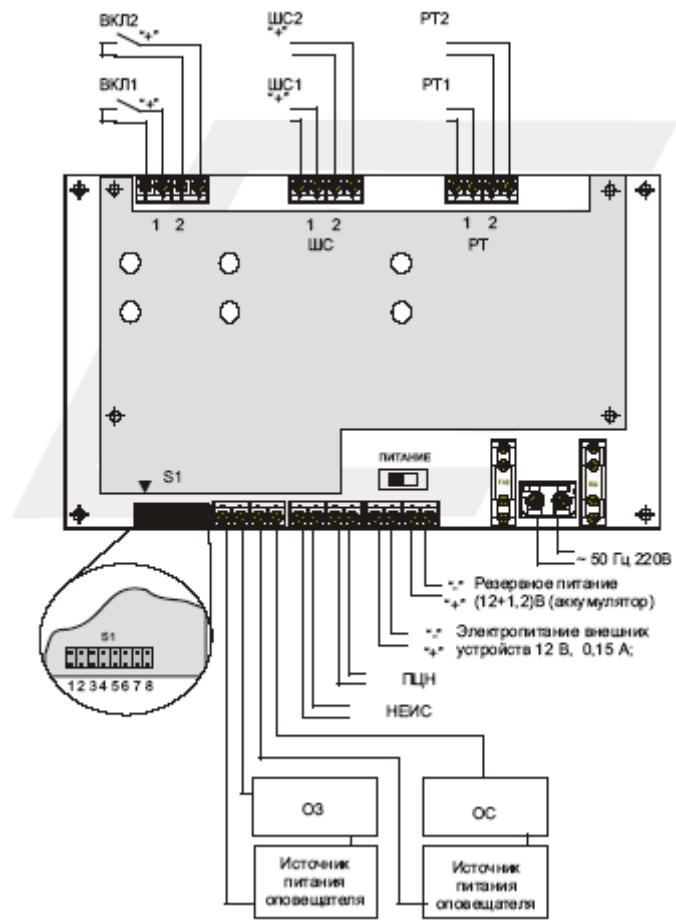 ВКЛ2 "+"
ШС2 "+"
РТ2
ВКЛ1 "+"
ШС1 "+"
РТ1
1 2
1 2
1 2
ШС
РТ
ПИТАНИЕ
S1
~ 50 Гц 220В
"-" Резервное питание
"+" (12+1,2)В (аккумулятор)
"-" Электропитание внешних
"+" устройств 12 В, 0,15 А;
S1
1 2 3 4 5 6 7 8
ПЦН
НЕИС
ОЗ
ОС
Источник
питания
оповещателя
Источник
питания
оповещателя